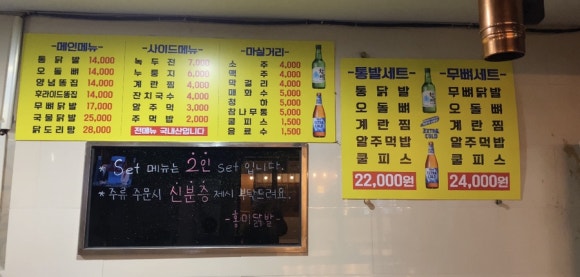 -메인메뉴-
통닭발 14,000
오돌뼈 14,000
양념똥집 14,000
후라이드똥집 14,000
무뼈닭발 17,000
국물닭발 25,000
닭도리탕 28,000
-사이드메뉴-
녹두전 7,000
누룽지 6,000
계란찜 4,000
잔치국수 4,000
알주먹 3,000
주먹밥 2,000
전메뉴 국내산입니다
-마실거리-
소주 4,000
맥주 4,000
막걸리 4,000
매화수 5,000
청하 5,000
참나무통 5,000
쿨피스 1,500
음료수 1,500
-통발세트-
통닭발
오돌뼈
계란찜
알주먹밥
쿨피스
22,000원
-무뼈세트-
무뼈닭발
오돌뼈
계란찜
알주먹밥
쿨피스
24,000원
* Set 메뉴는 2인 set 입니다.
* 주류 주문시 신분증 제시 부탁드려요.
-홍미닭발-